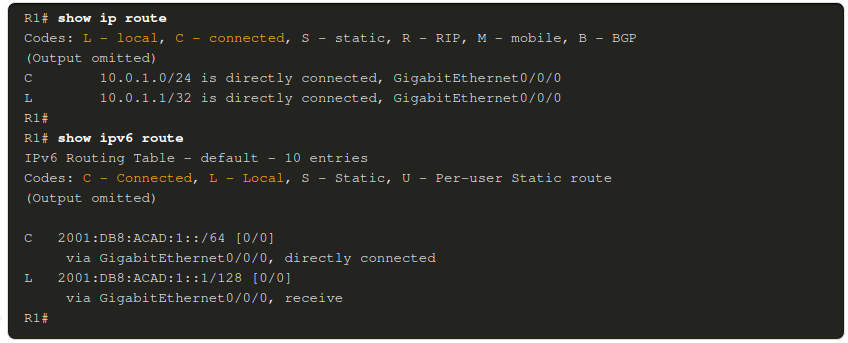 R1# show ip route
Codes: L - local, C - connected, S - static, R - RIP, M - mobile, B - BGP
(Output omitted)
C        10.0.1.0/24 is directly connected, GigabitEthernet0/0/0
L        10.0.1.1/32 is directly connected, GigabitEthernet0/0/0
R1#
R1# show ipv6 route
IPv6 Routing Table - default - 10 entries
Codes: C - Connected, L - Local, S - Static, U - Per-user Static route
(Output omitted)
C   2001:DB8:ACAD:1::/64 [0/0]
     via GigabitEthernet0/0/0, directly connected
L   2001:DB8:ACAD:1::1/128 [0/0]
     via GigabitEthernet0/0/0, receive
R1#